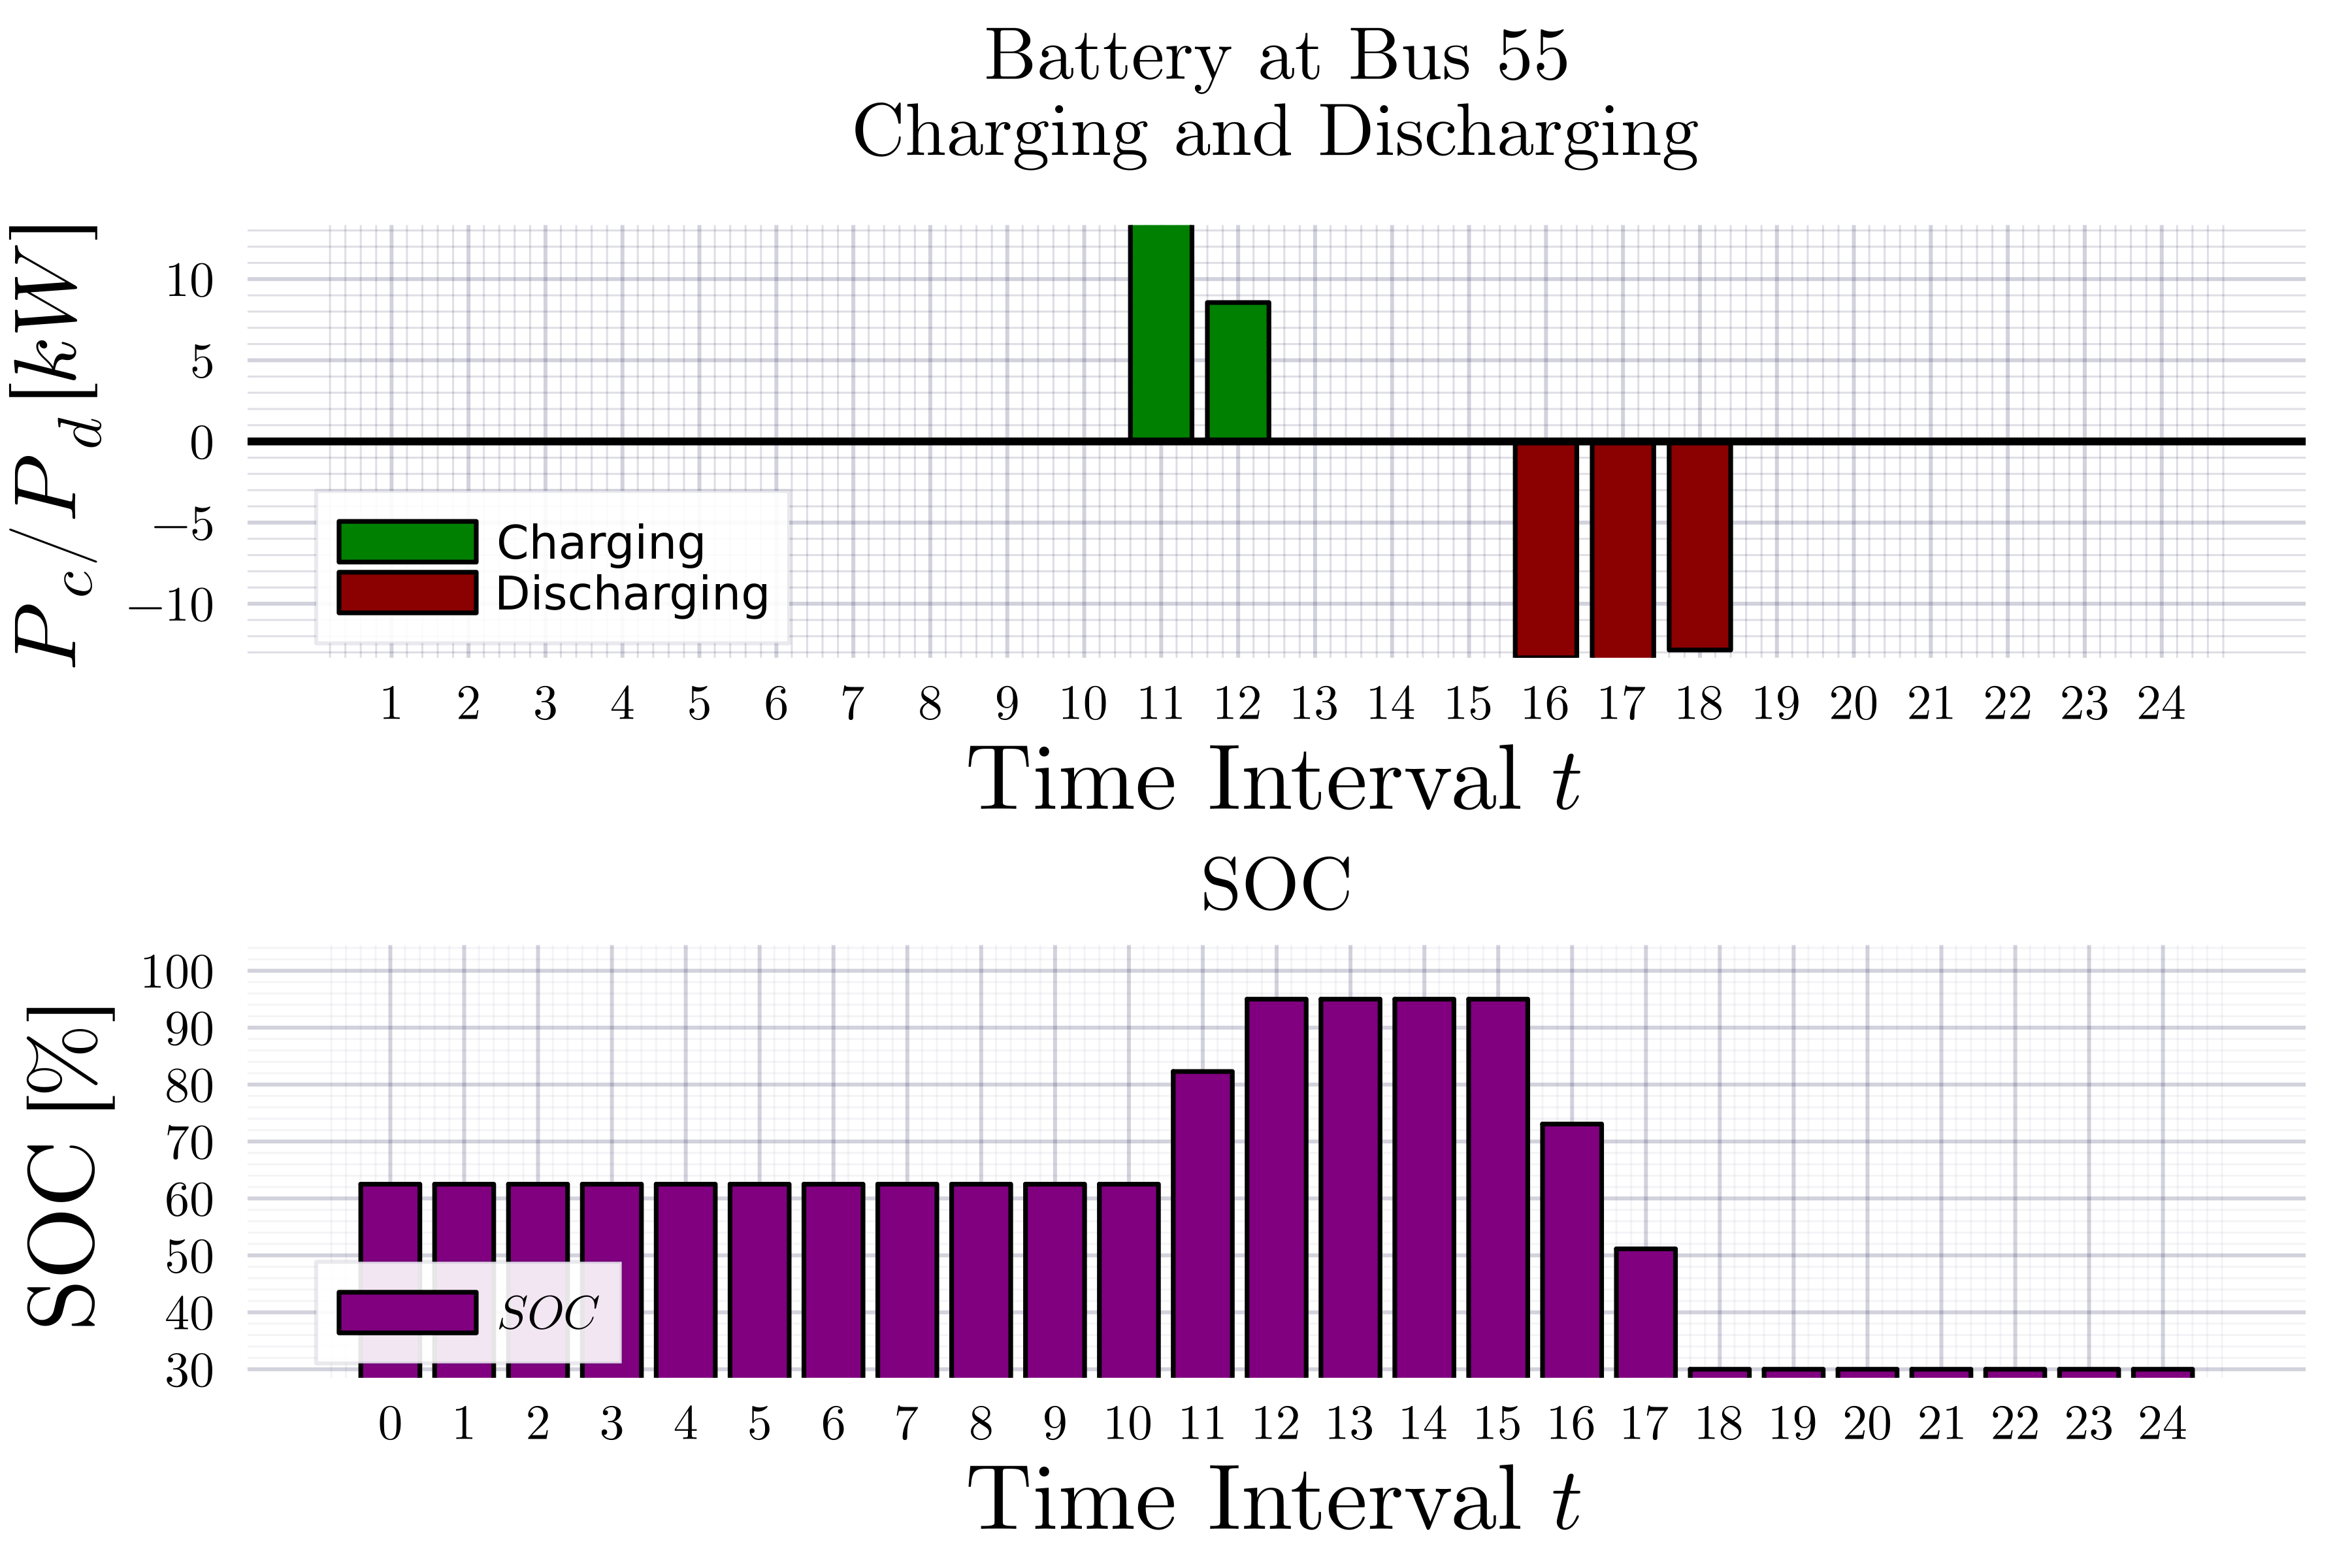 Battery at Bus 55
Charging and Discharging
P_c/P_d [kW]
10
5
0
−5
−10
Charging
Discharging
1 2 3 4 5 6 7 8 9 10 11 12 13 14 15 16 17 18 19 20 21 22 23 24
Time Interval t
SOC
SOC [%]
100
90
80
70
60
50
40
30
SOC
0 1 2 3 4 5 6 7 8 9 10 11 12 13 14 15 16 17 18 19 20 21 22 23 24
Time Interval t